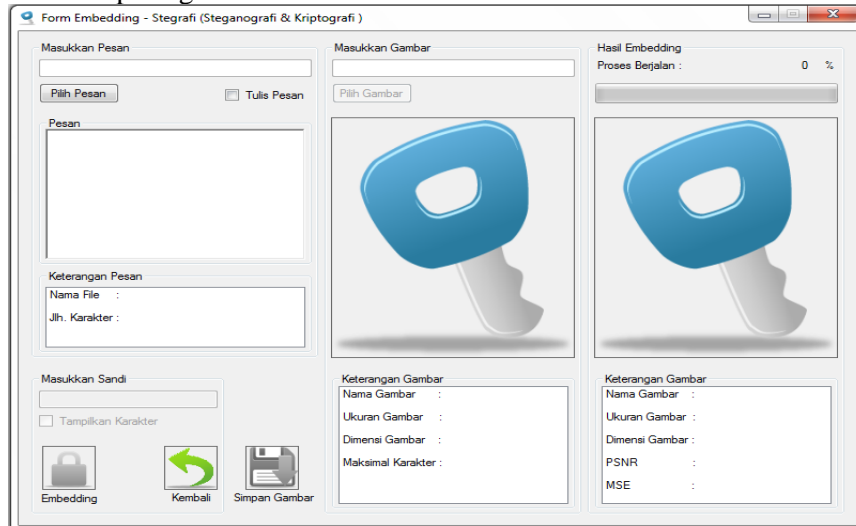 Form Embedding - Stegrafi (Steganografi & Kriptografi )
Masukkan Pesan
Pilih Pesan
Tulis Pesan
Pesan
Keterangan Pesan
Nama File :
Jlh. Karakter :
Masukkan Sandi
Tampilkan Karakter
Embedding
Kembali
Simpan Gambar
Masukkan Gambar
Pilih Gambar
Keterangan Gambar
Nama Gambar :
Ukuran Gambar :
Dimensi Gambar :
Maksimal Karakter :
Hasil Embedding
Proses Berjalan : 0 %
Keterangan Gambar
Nama Gambar :
Ukuran Gambar :
Dimensi Gambar :
PSNR :
MSE :